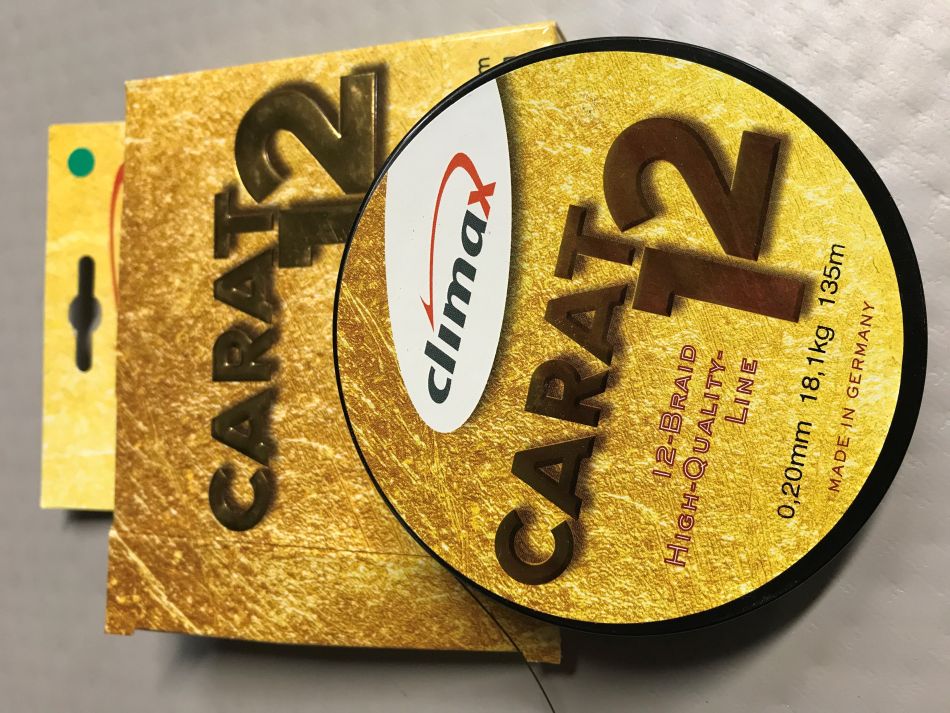 CARAT
12
m
climax
CARAT
12
12-BRAID
HIGH-QUALITY-
LINE
0,20mm 18,1kg 135m
MADE IN GERMANY